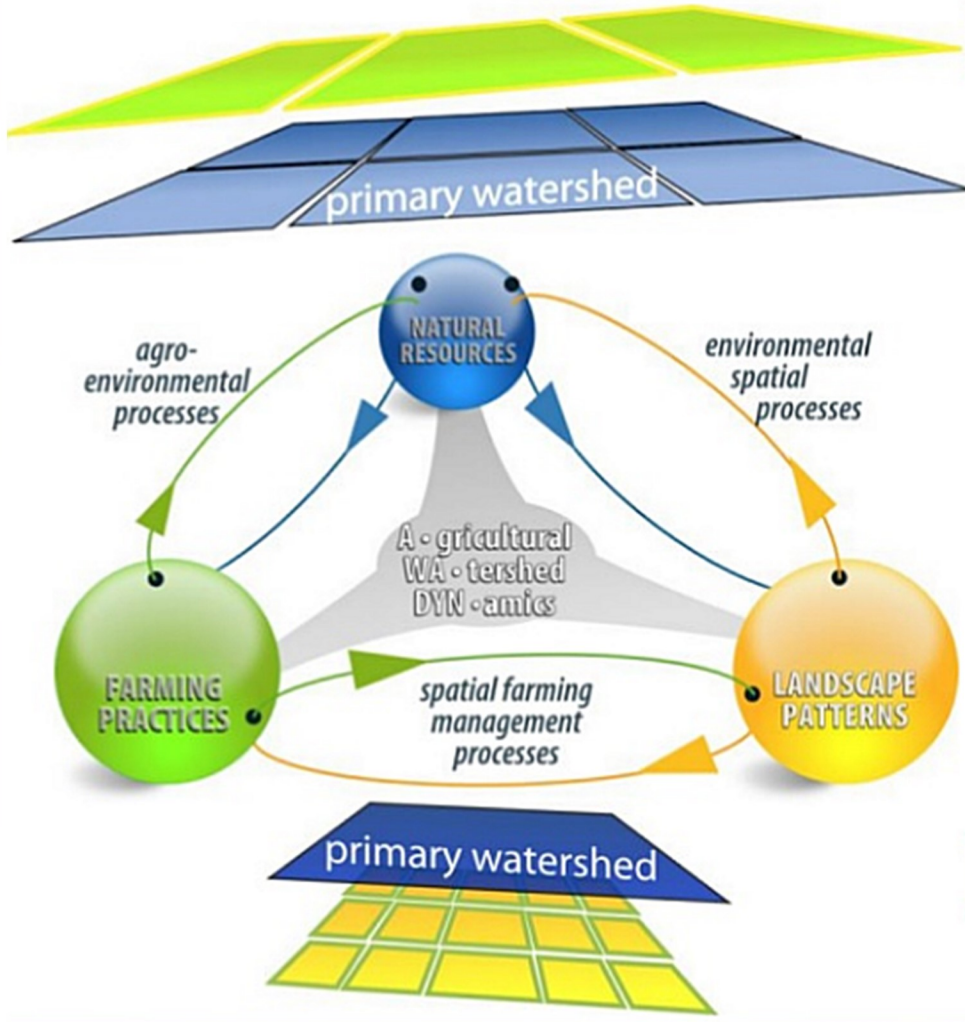 primary watershed
NATURAL
RESOURCES
agro-
environmental
processes
environmental
spatial
processes
A • gricultural
WA • tershed
DYN • amics
FARMING
PRACTICES
spatial farming
management
processes
LANDSCAPE
PATTERNS
primary watershed